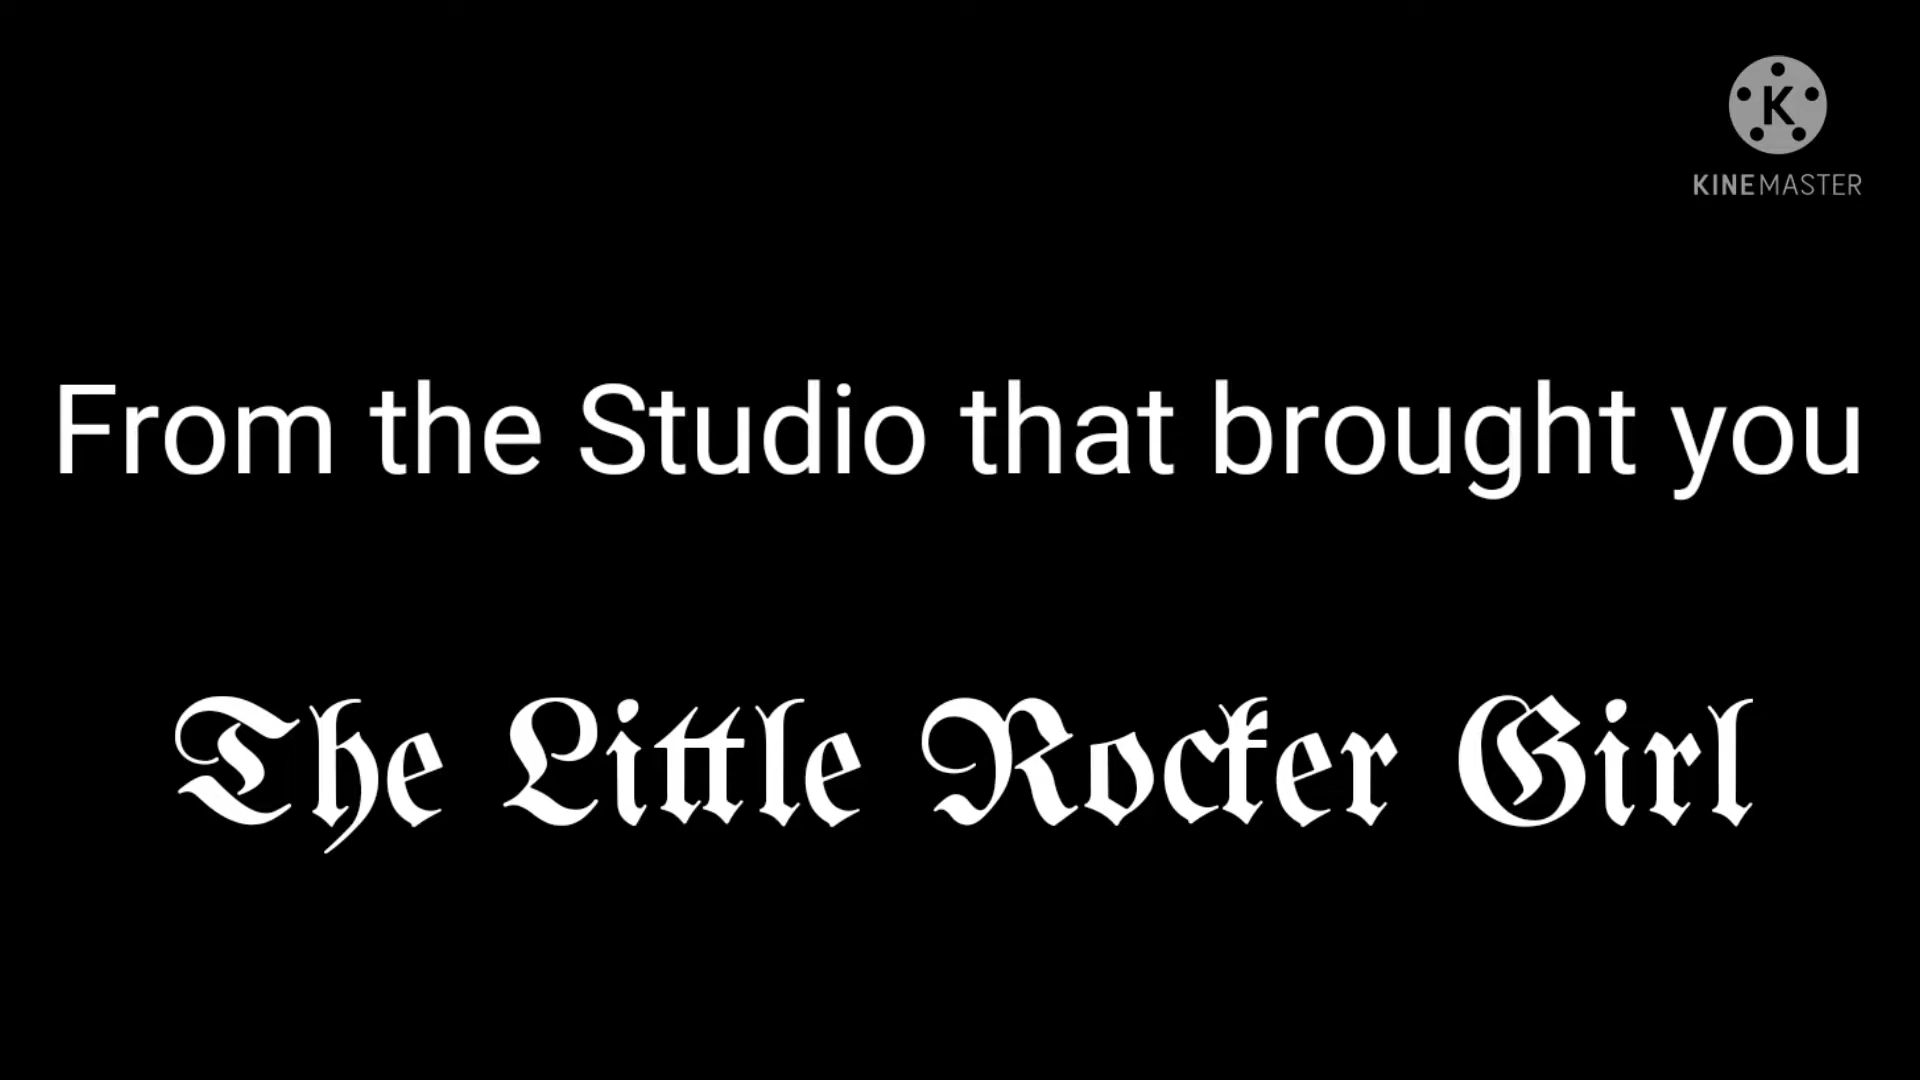 K
KINEMASTER
From the Studio that brought you
The Little Rocker Girl